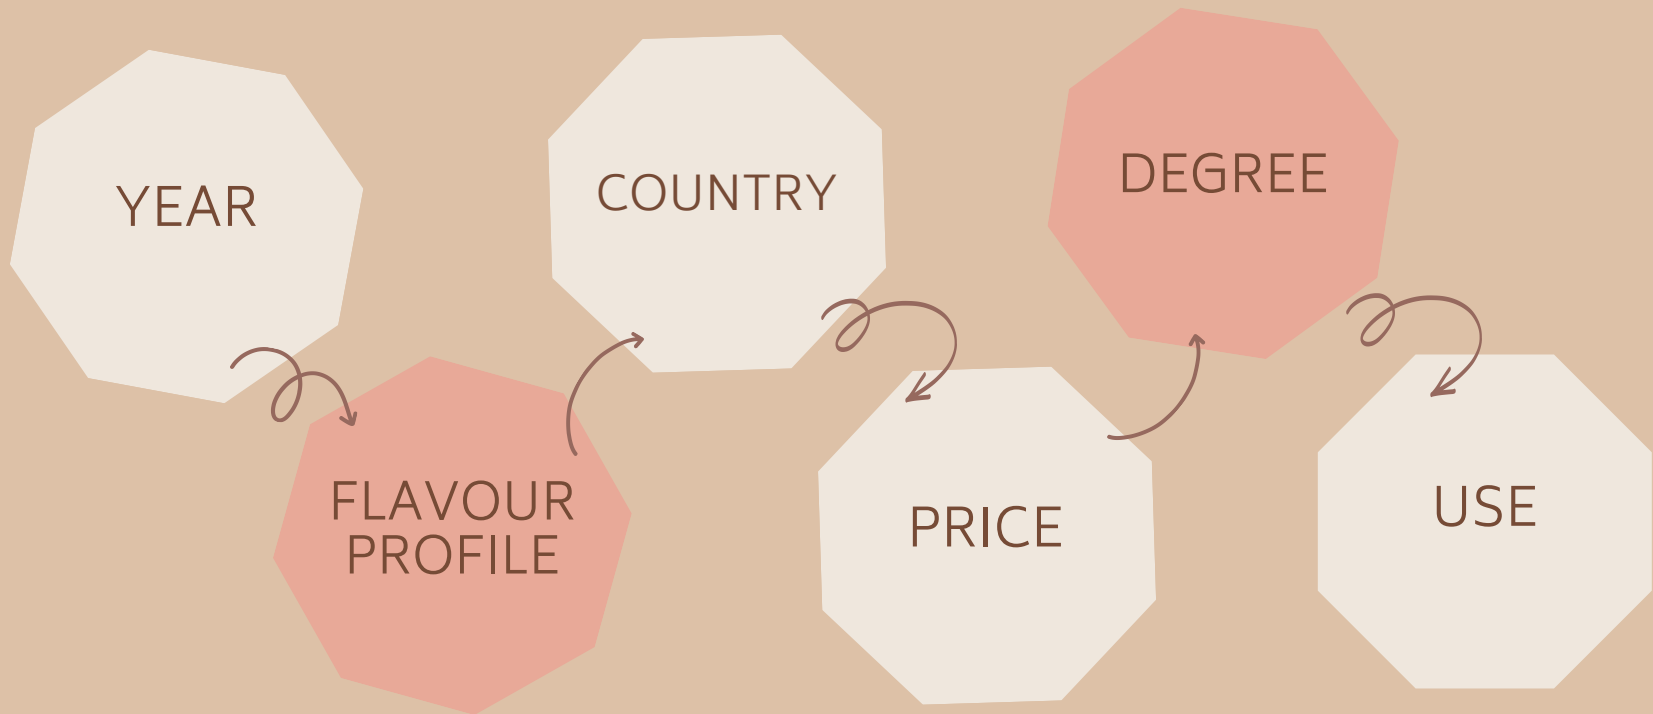 YEAR
FLAVOUR
PROFILE
COUNTRY
PRICE
DEGREE
USE